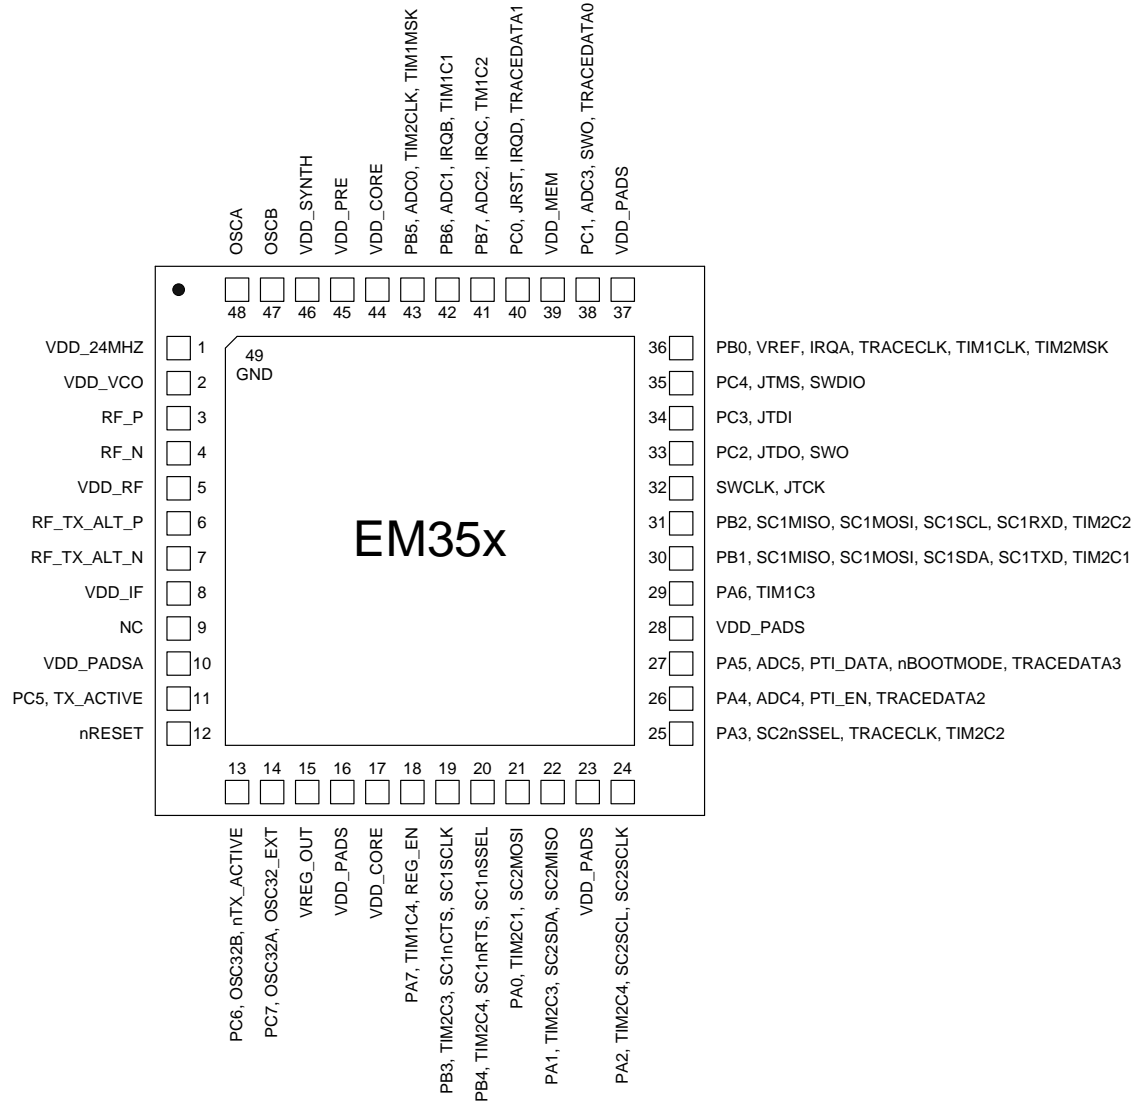 OSCA
OSCB
VDD_SYNTH
VDD_PRE
VDD_CORE
PB5, ADC0, TIM2CLK, TIM1MSK
PB6, ADC1, IRQB, TIM1C1
PB7, ADC2, IRQC, TM1C2
PC0, JRST, IRQD, TRACEDATA1
VDD_MEM
PC1, ADC3, SWO, TRACEDATA0
VDD_PADS
48 47 46 45 44 43 42 41 40 39 38 37
VDD_24MHZ 1
VDD_VCO 2
RF_P 3
RF_N 4
VDD_RF 5
RF_TX_ALT_P 6
RF_TX_ALT_N 7
VDD_IF 8
NC 9
VDD_PADSA 10
PC5, TX_ACTIVE 11
nRESET 12
49
GND
EM35x
36 PB0, VREF, IRQA, TRACECLK, TIM1CLK, TIM2MSK
35 PC4, JTMS, SWDIO
34 PC3, JTDI
33 PC2, JTDO, SWO
32 SWCLK, JTCK
31 PB2, SC1MISO, SC1MOSI, SC1SCL, SC1RXD, TIM2C2
30 PB1, SC1MISO, SC1MOSI, SC1SDA, SC1TXD, TIM2C1
29 PA6, TIM1C3
28 VDD_PADS
27 PA5, ADC5, PTI_DATA, nBOOTMODE, TRACEDATA3
26 PA4, ADC4, PTI_EN, TRACEDATA2
25 PA3, SC2nSSEL, TRACECLK, TIM2C2
13 14 15 16 17 18 19 20 21 22 23 24
PC6, OSC32B, nTX_ACTIVE
PC7, OSC32A, OSC32_EXT
VREG_OUT
VDD_PADS
VDD_CORE
PA7, TIM1C4, REG_EN
PB3, TIM2C3, SC1nCTS, SC1SCLK
PB4, TIM2C4, SC1nRTS, SC1nSSEL
PA0, TIM2C1, SC2MOSI
PA1, TIM2C3, SC2SDA, SC2MISO
VDD_PADS
PA2, TIM2C4, SC2SCL, SC2SCLK